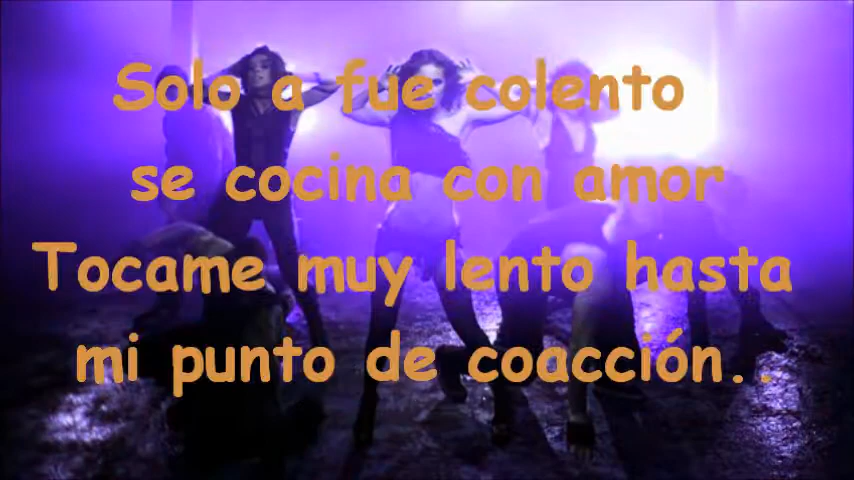 Solo a fue colento
se cocina con amor
Tocame muy lento hasta
mi punto de coacción..